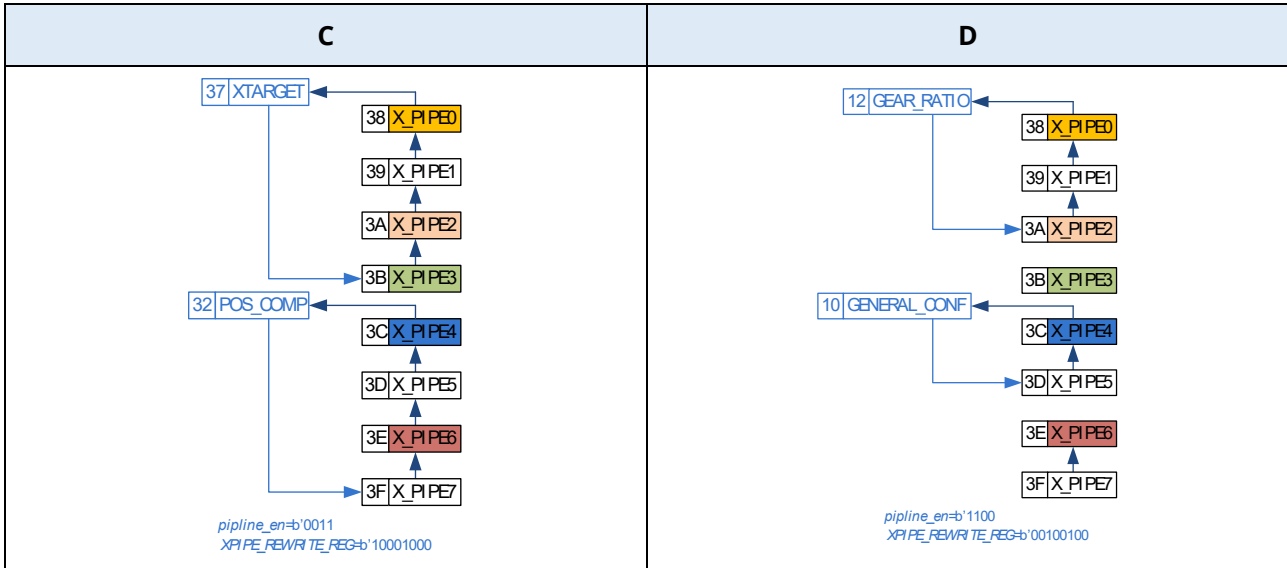 C
37 XTARGET
38 X_PIPE0
39 X_PIPE1
3A X_PIPE2
3B X_PIPE3
32 POS_COMP
3C X_PIPE4
3D X_PIPE5
3E X_PIPE6
3F X_PIPE7
pipline_en=b'0011
XPIPE_REWRITE_REG=b'10001000
D
12 GEAR_RATIO
38 X_PIPE0
39 X_PIPE1
3A X_PIPE2
3B X_PIPE3
10 GENERAL_CONF
3C X_PIPE4
3D X_PIPE5
3E X_PIPE6
3F X_PIPE7
pipline_en=b'1100
XPIPE_REWRITE_REG=b'00100100